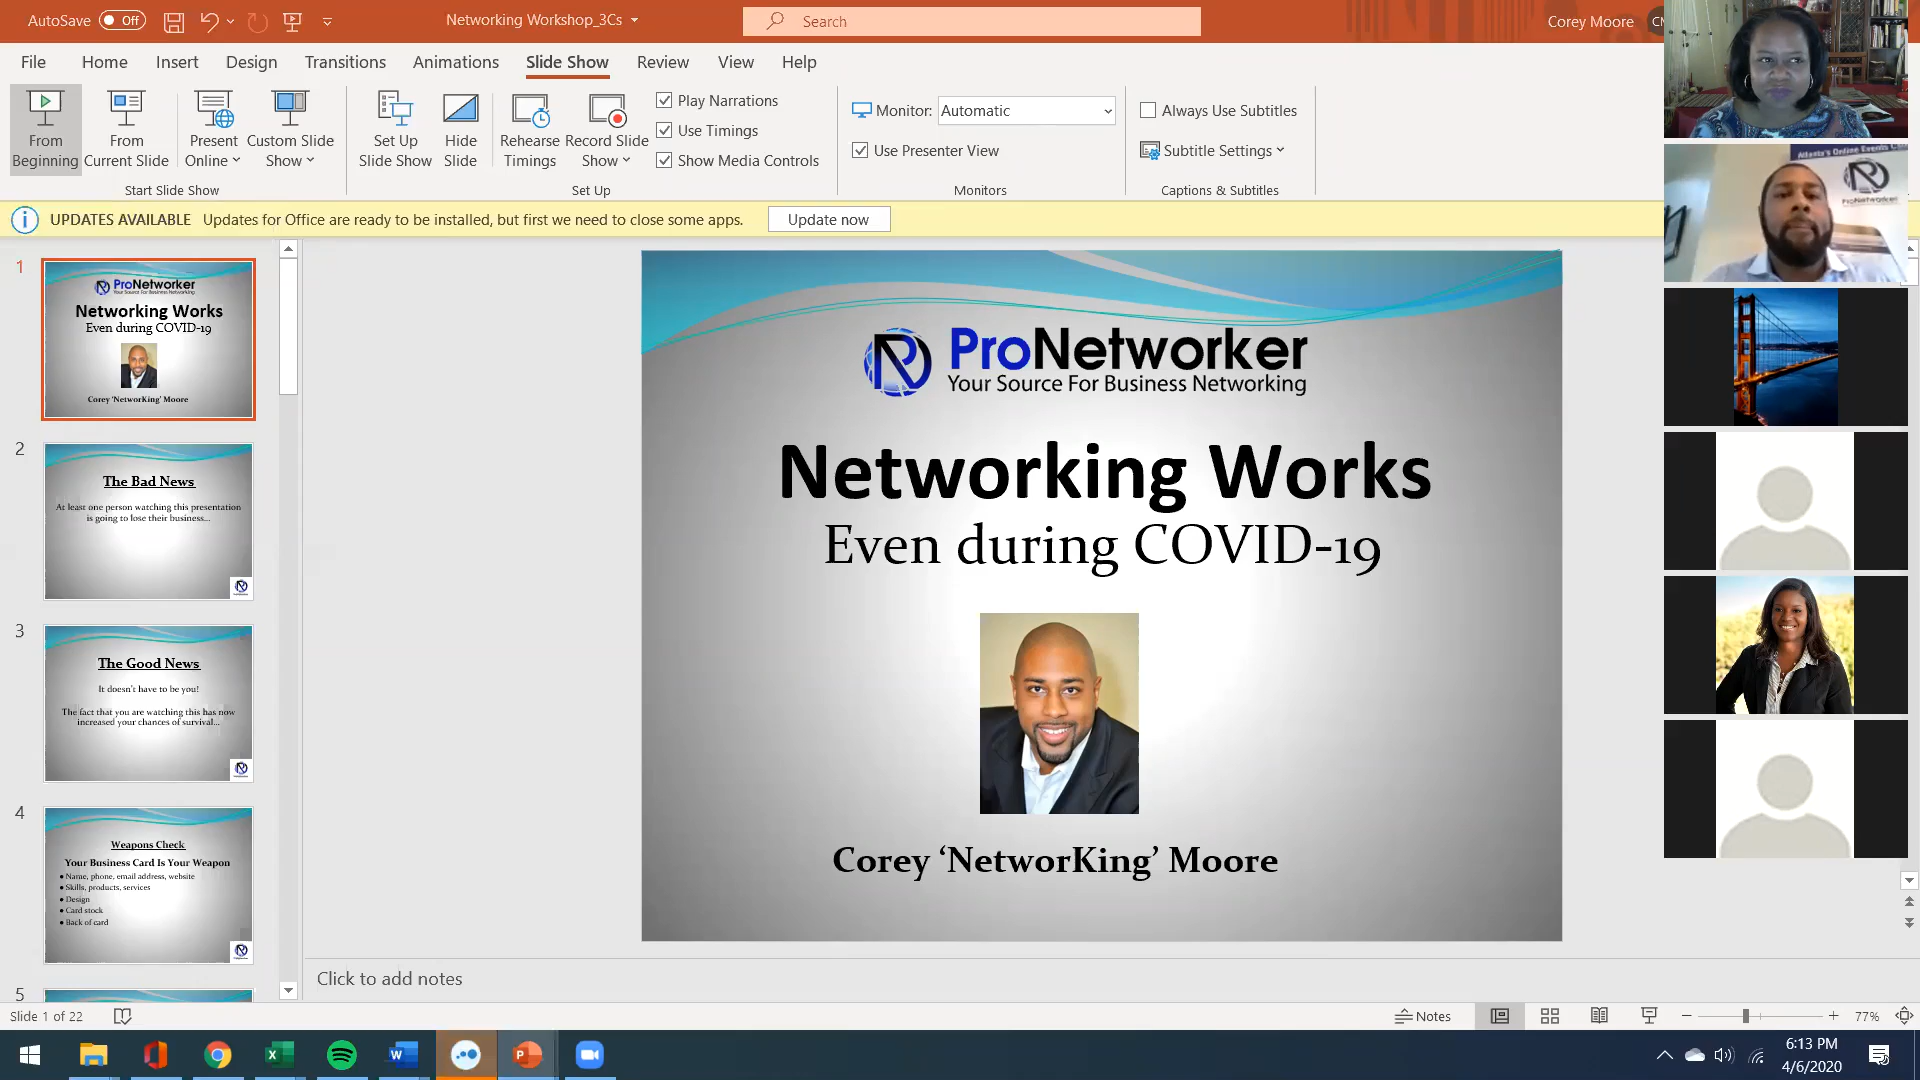 AutoSave Off
Networking Workshop_3Cs
Search
Corey Moore
File Home Insert Design Transitions Animations Slide Show Review View Help
From Beginning
From Current Slide
Present Online
Custom Slide Show
Start Slide Show
Set Up Slide Show
Hide Slide
Rehearse Timings
Record Slide Show
Play Narrations
Use Timings
Show Media Controls
Set Up
Monitor: Automatic
Use Presenter View
Monitors
Always Use Subtitles
Subtitle Settings
Captions & Subtitles
UPDATES AVAILABLE Updates for Office are ready to be installed, but first we need to close some apps. Update now
1
ProNetworker
Your Source For Business Networking
Networking Works
Even during COVID-19
Corey ‘NetworKing’ Moore
2
The Bad News
At least one person watching this presentation
is going to lose their business...
3
The Good News
It doesn't have to be you!
The fact that you are watching this has now
increased your chances of survival...
4
Weapons Check
Your Business Card Is Your Weapon
● Name, phone, email address, website
● Skills, products, services
● Design
● Card stock
● Back of card
5
ProNetworker
Your Source For Business Networking
Networking Works
Even during COVID-19
Corey ‘NetworKing’ Moore
Atlanta's Online Events
ProNetworker
Click to add notes
Slide 1 of 22
Notes
77%
6:13 PM
4/6/2020